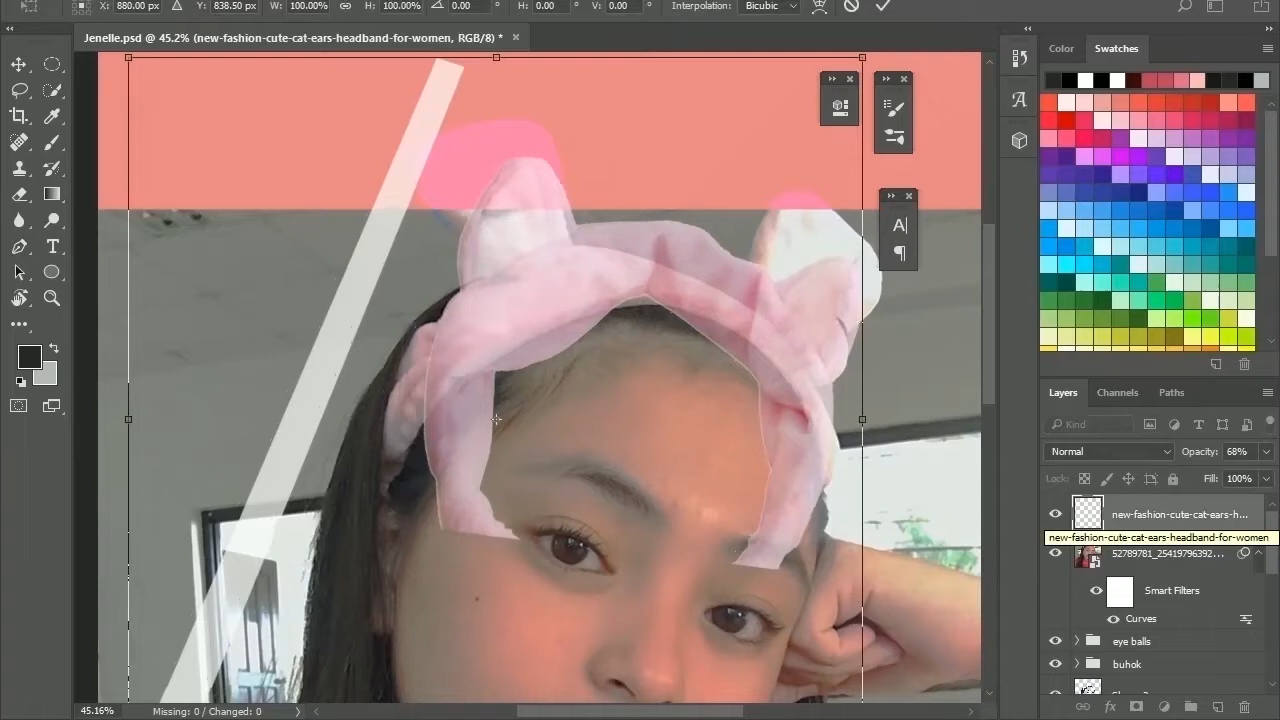 X: 880.00 px Y: 838.50 px W: 100.00% H: 100.00% 0.00 ° H: 0.00 ° V: 0.00 ° Interpolation: Bicubic
Jenelle.psd @ 45.2% (new-fashion-cute-cat-ears-headband-for-women, RGB/8) * ×
Color Swatches
A
A|
¶
T
Layers Channels Paths
Kind T
Normal Opacity: 68%
Lock: Fill: 100%
new-fashion-cute-cat-ears-h...
new-fashion-cute-cat-ears-headband-for-women
52789781_25419796392...
Smart Filters
Curves
eye balls
buhok
45.16% Missing: 0 / Changed: 0
fx